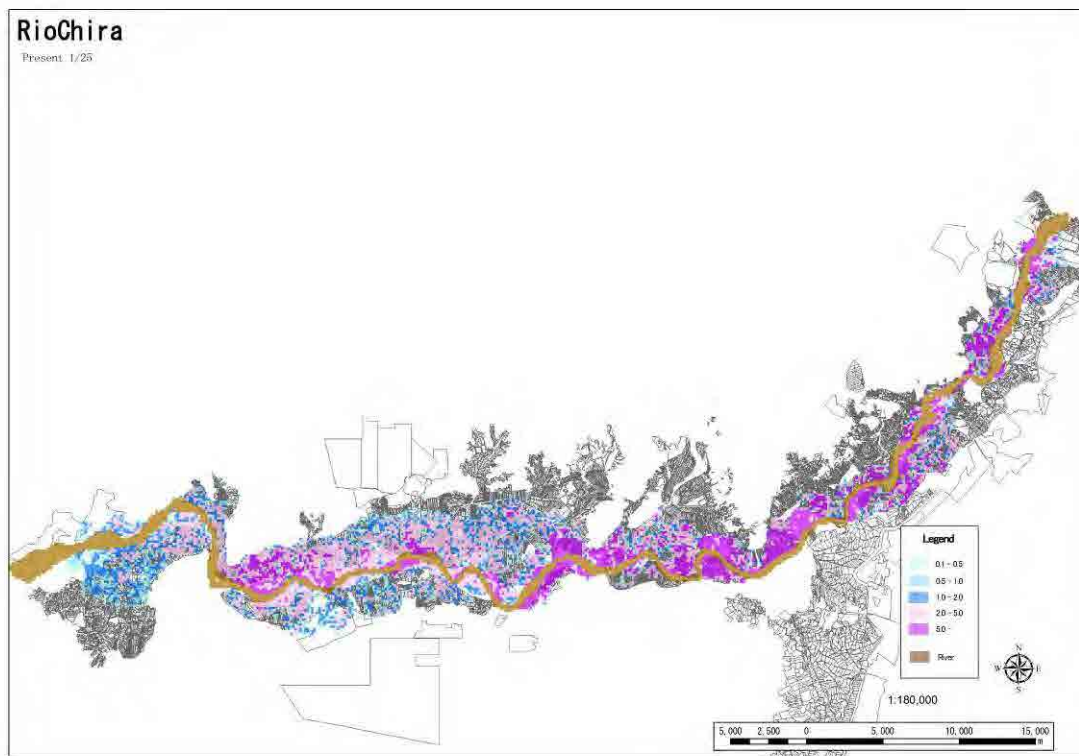 RioChira
Present 1/25
Legend
0.1 - 0.5
0.5 - 1.0
1.0 - 2.0
2.0 - 5.0
5.0 -
River
N
W E
S
1:180,000
5,000 2,500 0 5,000 10,000 15,000
m